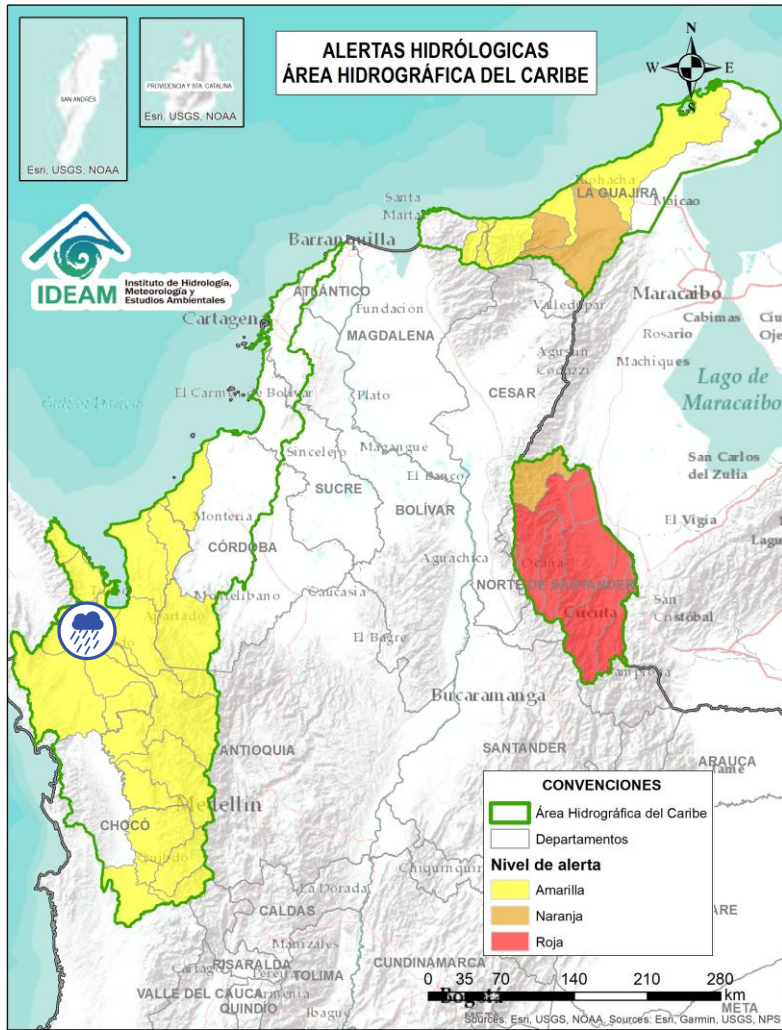 ALERTAS HIDRÓLOGICAS
ÁREA HIDROGRÁFICA DEL CARIBE
SAN ANDRÉS
Esri, USGS, NOAA
PROVIDENCIA Y STA. CATALINA
Esri, USGS, NOAA
N
W
E
S
IDEAM
Instituto de Hidrología,
Meteorología y
Estudios Ambientales
LA GUAJIRA
Maicao
Santa
Marta
Barranquilla
ATLÁNTICO
Cartagena
Fundación
MAGDALENA
Valledupar
Maracaibo
Cabimas
Rosario
Machiques
Lago de
Maracaibo
Agustín
Codazzi
CESAR
El Carmen de Bolívar
Plato
Sincelejo
Magangue
El Banco
SUCRE
BOLÍVAR
San Carlos
del Zulia
El Vigía
Montería
CÓRDOBA
Aguachica
Ocaña
NORTE DE SANTANDER
Cúcuta
San
Cristóbal
Montelíbano
Caucasia
El Bagre
Apartado
Pamplona
Bucaramanga
SANTANDER
ANTIOQUIA
Medellín
ARAUCA
CHOCÓ
Quibdó
La Dorada
CALDAS
Manizales
RISARALDA
Pereira
TOLIMA
CUNDINAMARCA
VALLE DEL CAUCA
Armenia
QUINDÍO
Ibague
Bogotá
META
META
CONVENCIONES
Área Hidrográfica del Caribe
Departamentos
Nivel de alerta
Amarilla
Naranja
Roja
0 35 70 140 210 280
km
Sources: Esri, USGS, NOAA, Sources: Esri, Garmin, USGS, NPS